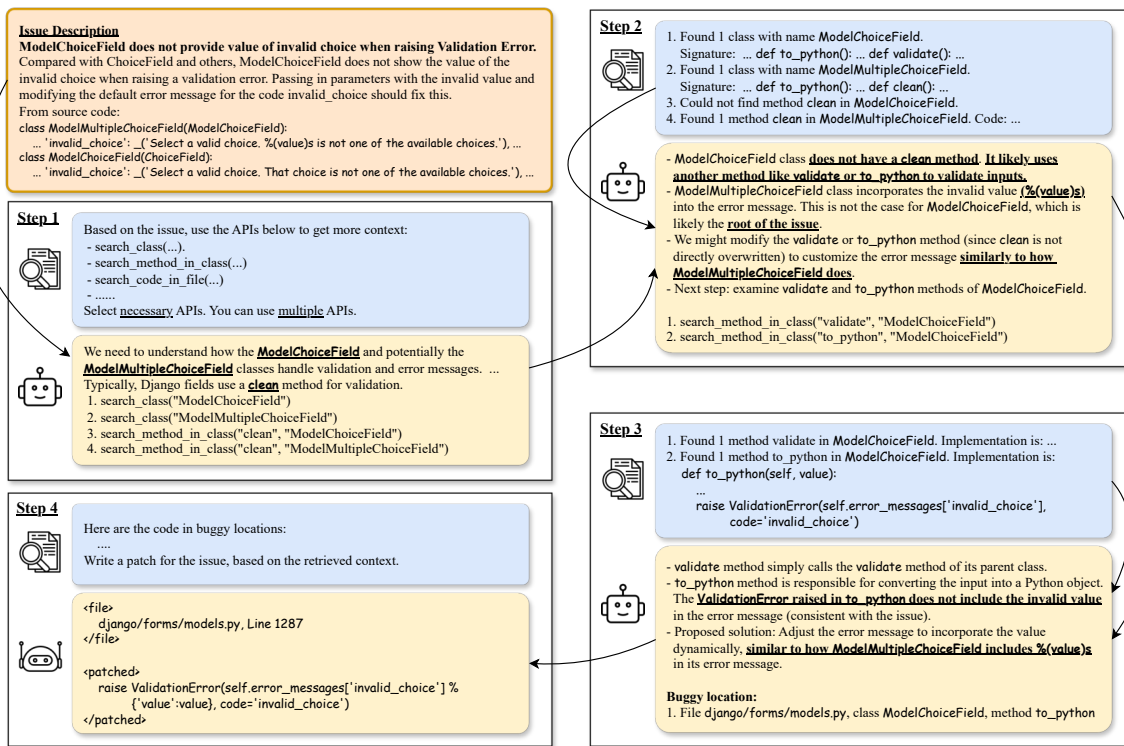 Issue Description
ModelChoiceField does not provide value of invalid choice when raising Validation Error.
Compared with ChoiceField and others, ModelChoiceField does not show the value of the
invalid choice when raising a validation error. Passing in parameters with the invalid value and
modifying the default error message for the code invalid_choice should fix this.
From source code:
class ModelMultipleChoiceField(ModelChoiceField):
... 'invalid_choice': _('Select a valid choice. %(value)s is not one of the available choices.'), ...
class ModelChoiceField(ChoiceField):
... 'invalid_choice': _('Select a valid choice. That choice is not one of the available choices.'), ...
Step 1
Based on the issue, use the APIs below to get more context:
- search_class(...).
- search_method_in_class(...)
- search_code_in_file(...)
- ......
Select necessary APIs. You can use multiple APIs.
We need to understand how the ModelChoiceField and potentially the
ModelMultipleChoiceField classes handle validation and error messages. ...
Typically, Django fields use a clean method for validation.
1. search_class("ModelChoiceField")
2. search_class("ModelMultipleChoiceField")
3. search_method_in_class("clean", "ModelChoiceField")
4. search_method_in_class("clean", "ModelMultipleChoiceField")
Step 2
1. Found 1 class with name ModelChoiceField.
Signature: ... def to_python(): ... def validate(): ...
2. Found 1 class with name ModelMultipleChoiceField.
Signature: ... def to_python(): ... def clean(): ...
3. Could not find method clean in ModelChoiceField.
4. Found 1 method clean in ModelMultipleChoiceField. Code: ...
- ModelChoiceField class does not have a clean method. It likely uses
another method like validate or to_python to validate inputs.
- ModelMultipleChoiceField class incorporates the invalid value (%(value)s)
into the error message. This is not the case for ModelChoiceField, which is
likely the root of the issue.
- We might modify the validate or to_python method (since clean is not
directly overwritten) to customize the error message similarly to how
ModelMultipleChoiceField does.
- Next step: examine validate and to_python methods of ModelChoiceField.
1. search_method_in_class("validate", "ModelChoiceField")
2. search_method_in_class("to_python", "ModelChoiceField")
Step 3
1. Found 1 method validate in ModelChoiceField. Implementation is: ...
2. Found 1 method to_python in ModelChoiceField. Implementation is:
def to_python(self, value):
...
raise ValidationError(self.error_messages['invalid_choice'],
code='invalid_choice')
- validate method simply calls the validate method of its parent class.
- to_python method is responsible for converting the input into a Python object.
The ValidationError raised in to_python does not include the invalid value
in the error message (consistent with the issue).
- Proposed solution: Adjust the error message to incorporate the value
dynamically, similar to how ModelMultipleChoiceField includes %(value)s
in its error message.
Buggy location:
1. File django/forms/models.py, class ModelChoiceField, method to_python
Step 4
Here are the code in buggy locations:
....
Write a patch for the issue, based on the retrieved context.
<file>
django/forms/models.py, Line 1287
</file>
<patched>
raise ValidationError(self.error_messages['invalid_choice'] %
{'value':value}, code='invalid_choice')
</patched>